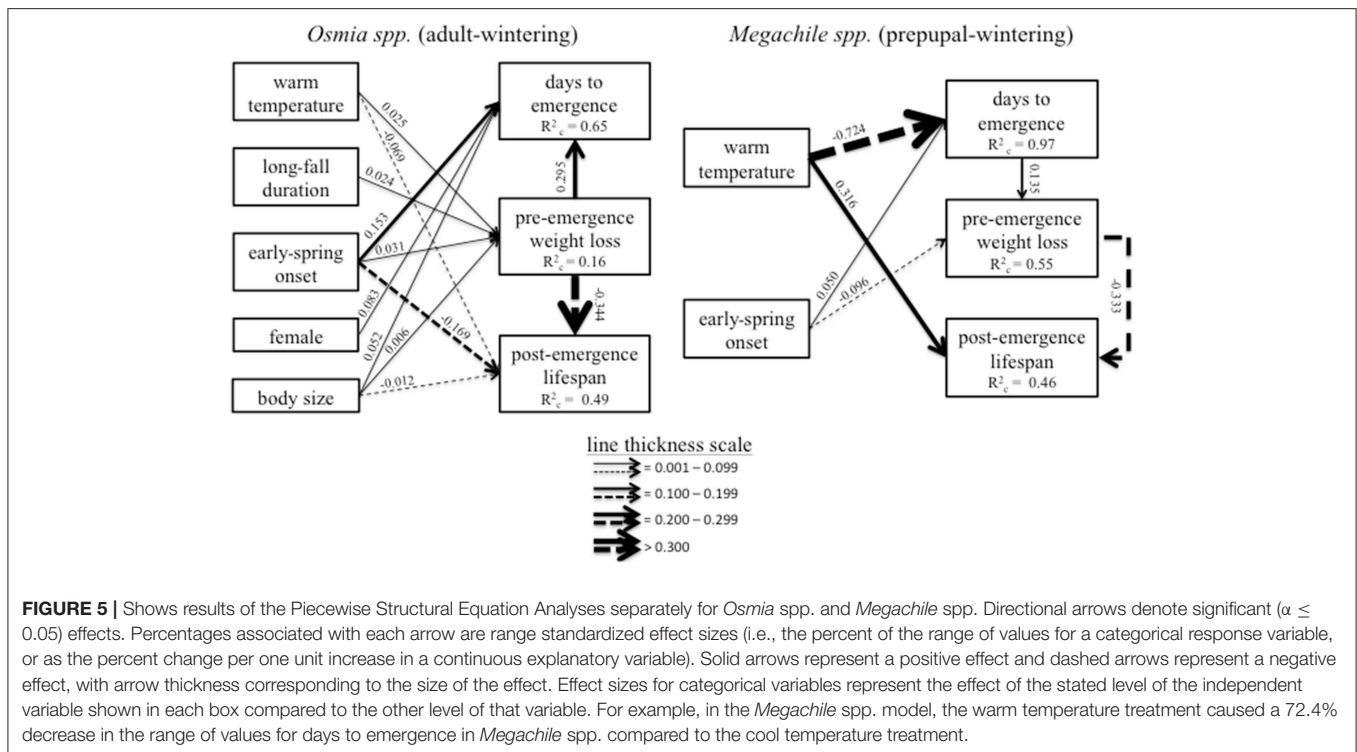 Osmia spp. (adult-wintering)
warm
temperature
long-fall
duration
early-spring
onset
female
body size
0.025
-0.069
0.024
0.153
0.031
0.083
-0.169
0.052
0.006
-0.012
days to
emergence
R²c = 0.65
0.295
pre-emergence
weight loss
R²c = 0.16
-0.344
post-emergence
lifespan
R²c = 0.49
Megachile spp. (prepupal-wintering)
warm
temperature
early-spring
onset
-0.724
0.316
0.050
-0.096
days to
emergence
R²c = 0.97
0.135
pre-emergence
weight loss
R²c = 0.55
-0.333
post-emergence
lifespan
R²c = 0.46
line thickness scale
= 0.001 – 0.099
= 0.100 – 0.199
= 0.200 – 0.299
> 0.300
FIGURE 5 | Shows results of the Piecewise Structural Equation Analyses separately for Osmia spp. and Megachile spp. Directional arrows denote significant (α ≤
0.05) effects. Percentages associated with each arrow are range standardized effect sizes (i.e., the percent of the range of values for a categorical response variable,
or as the percent change per one unit increase in a continuous explanatory variable). Solid arrows represent a positive effect and dashed arrows represent a negative
effect, with arrow thickness corresponding to the size of the effect. Effect sizes for categorical variables represent the effect of the stated level of the independent
variable shown in each box compared to the other level of that variable. For example, in the Megachile spp. model, the warm temperature treatment caused a 72.4%
decrease in the range of values for days to emergence in Megachile spp. compared to the cool temperature treatment.